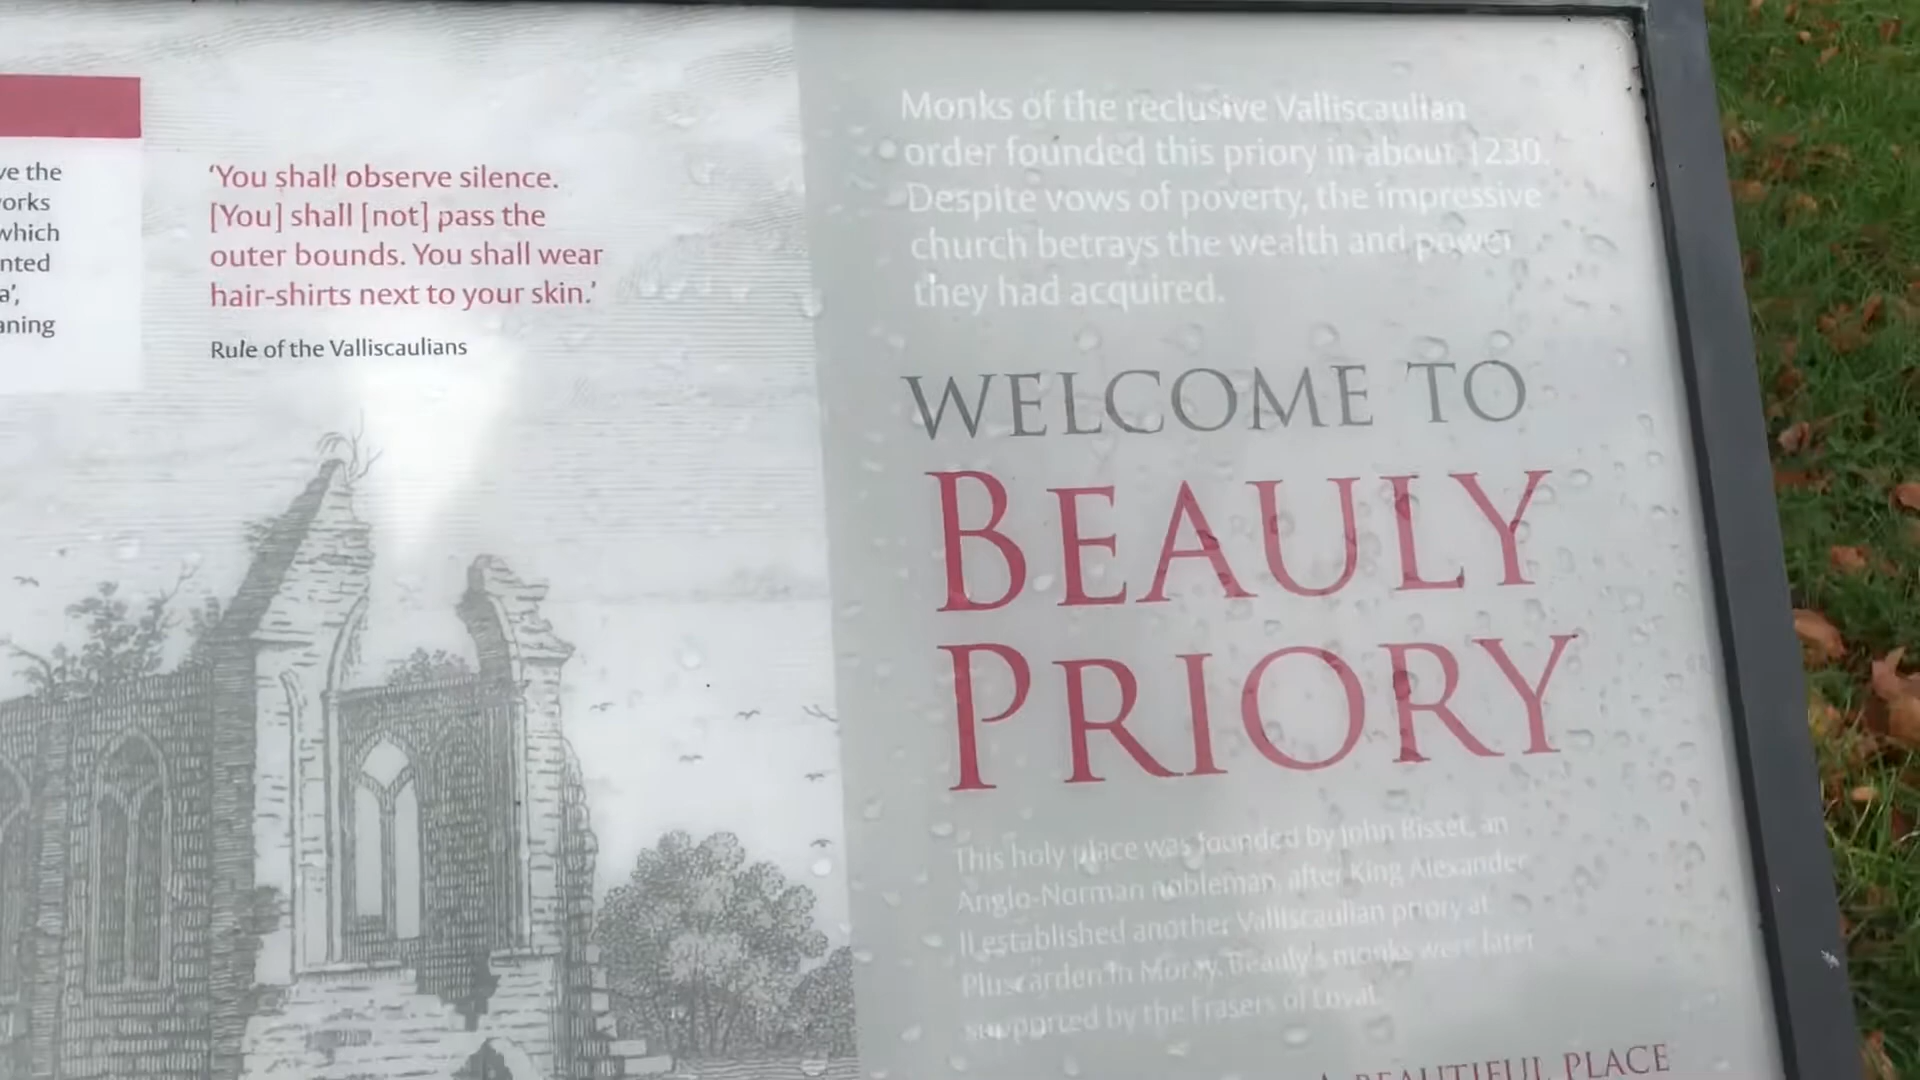 ve the
orks
which
nted
a’,
aning
‘You shall observe silence.
[You] shall [not] pass the
outer bounds. You shall wear
hair-shirts next to your skin.’
Rule of the Valliscaulians
Monks of the reclusive Valliscaulian
order founded this priory in about 1230.
Despite vows of poverty, the impressive
church betrays the wealth and power
they had acquired.
WELCOME TO
BEAULY
PRIORY
This holy place was founded by John Bisset, an
Anglo-Norman nobleman, after King Alexander
II established another Valliscaulian priory at
Pluscarden in Moray. Beauly’s monks were later
supported by the Frasers of Lovat.
A BEAUTIFUL PLACE